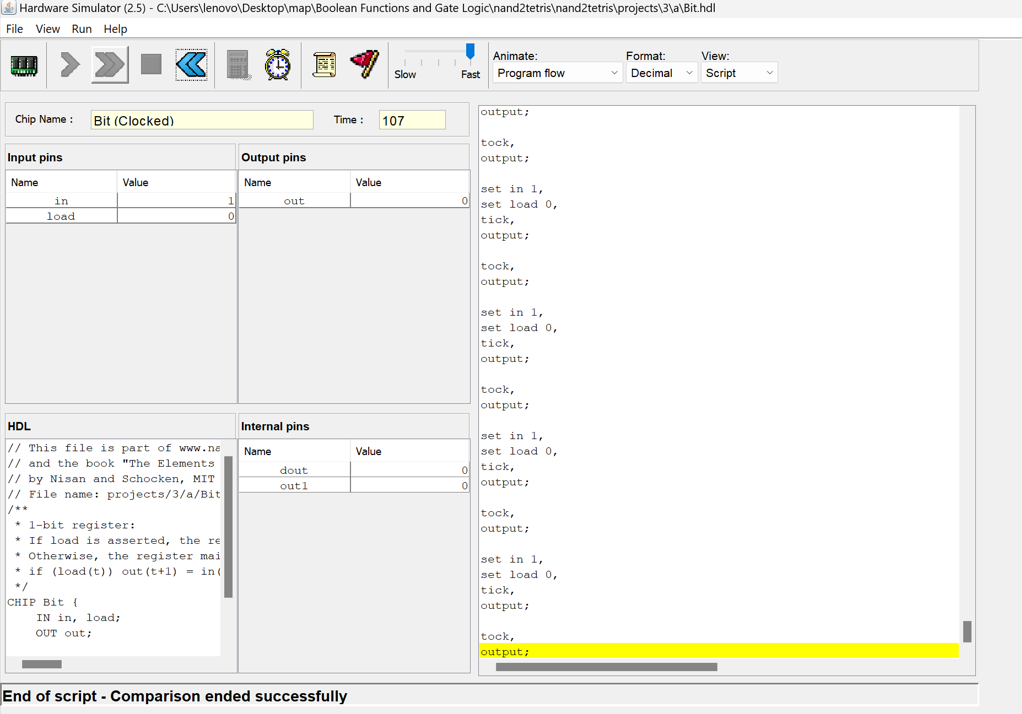 Hardware Simulator (2.5) - C:\Users\lenovo\Desktop\map\Boolean Functions and Gate Logic\nand2tetris\nand2tetris\projects\3\a\Bit.hdl
File View Run Help
Animate: Format: View:
Slow Fast Program flow Decimal Script
Chip Name : Bit (Clocked) Time : 107
Input pins
Name Value
in 1
load 0
Output pins
Name Value
out 0
HDL
// This file is part of www.na
// and the book "The Elements
// by Nisan and Schocken, MIT
// File name: projects/3/a/Bit
/**
* 1-bit register:
* If load is asserted, the re
* Otherwise, the register mai
* if (load(t)) out(t+1) = in(
*/
CHIP Bit {
IN in, load;
OUT out;
Internal pins
Name Value
dout 0
out1 0
output;
tock,
output;
set in 1,
set load 0,
tick,
output;
tock,
output;
set in 1,
set load 0,
tick,
output;
tock,
output;
set in 1,
set load 0,
tick,
output;
tock,
output;
set in 1,
set load 0,
tick,
output;
tock,
output;
End of script - Comparison ended successfully